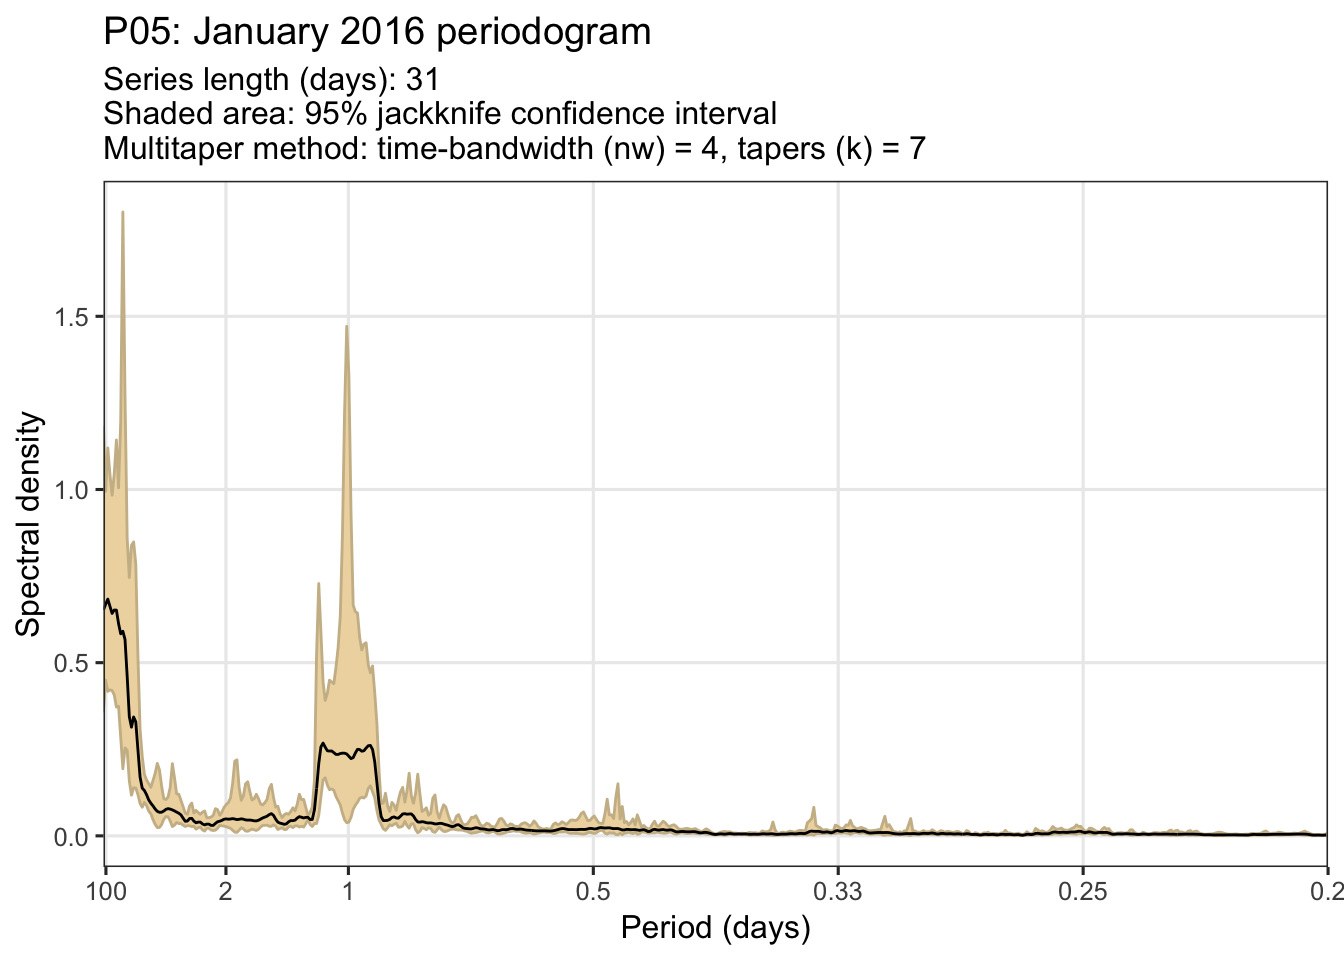 P05: January 2016 periodogram
Series length (days): 31
Shaded area: 95% jackknife confidence interval
Multitaper method: time-bandwidth (nw) = 4, tapers (k) = 7
Spectral density
1.5
1.0
0.5
0.0
100 2 1 0.5 0.33 0.25 0.2
Period (days)